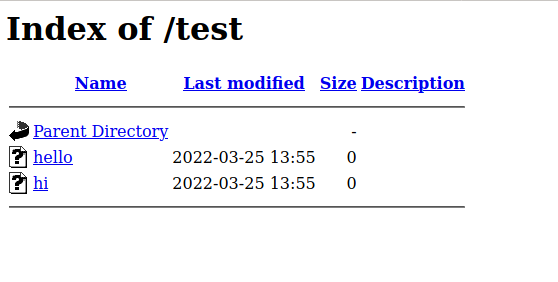 Index of /test
Name Last modified Size Description
Parent Directory -
? hello 2022-03-25 13:55 0
? hi 2022-03-25 13:55 0